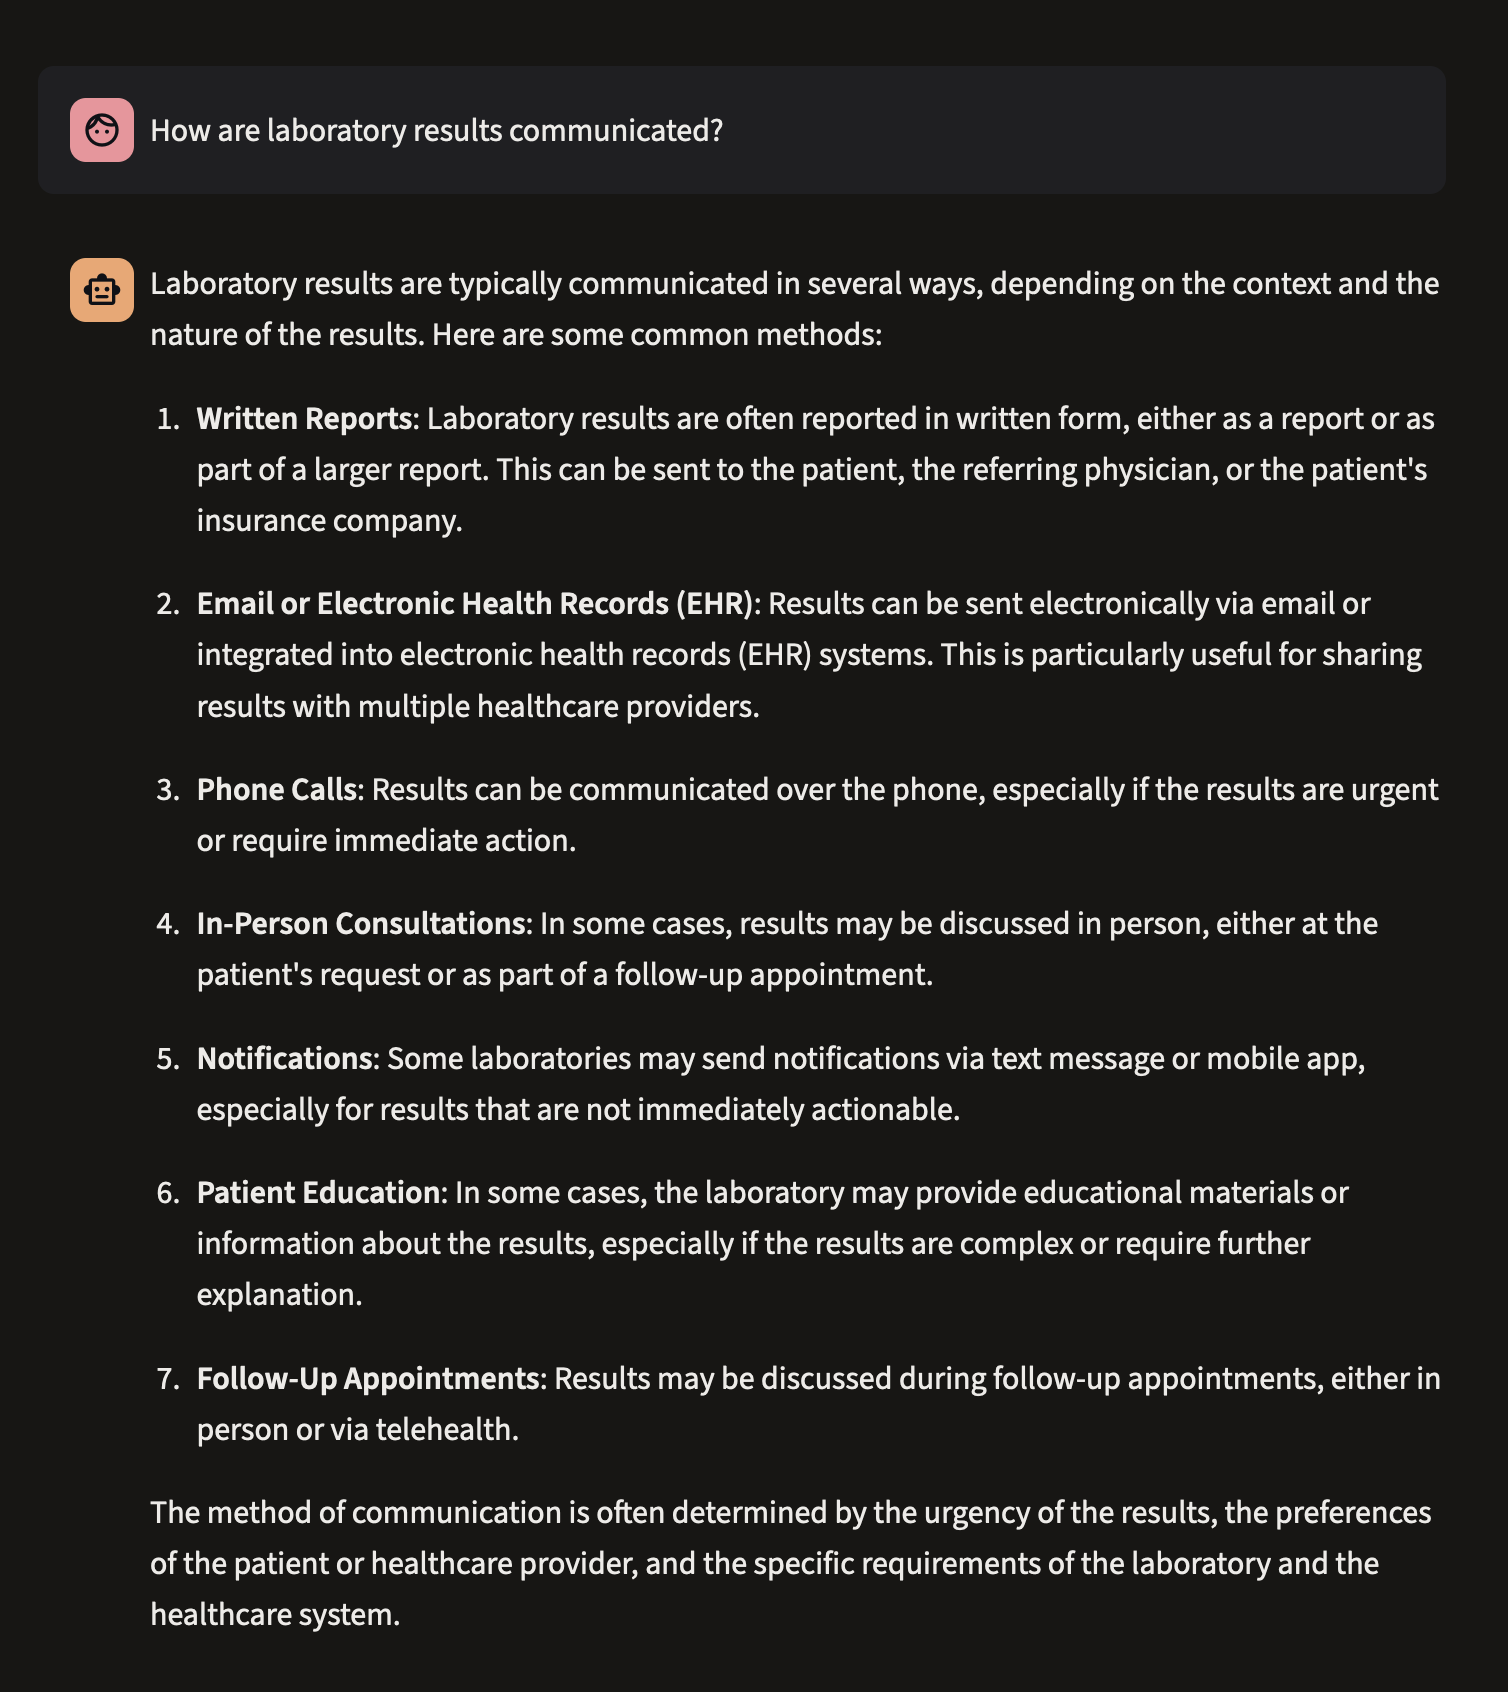 How are laboratory results communicated?
Laboratory results are typically communicated in several ways, depending on the context and the
nature of the results. Here are some common methods:
1. Written Reports: Laboratory results are often reported in written form, either as a report or as
part of a larger report. This can be sent to the patient, the referring physician, or the patient's
insurance company.
2. Email or Electronic Health Records (EHR): Results can be sent electronically via email or
integrated into electronic health records (EHR) systems. This is particularly useful for sharing
results with multiple healthcare providers.
3. Phone Calls: Results can be communicated over the phone, especially if the results are urgent
or require immediate action.
4. In-Person Consultations: In some cases, results may be discussed in person, either at the
patient's request or as part of a follow-up appointment.
5. Notifications: Some laboratories may send notifications via text message or mobile app,
especially for results that are not immediately actionable.
6. Patient Education: In some cases, the laboratory may provide educational materials or
information about the results, especially if the results are complex or require further
explanation.
7. Follow-Up Appointments: Results may be discussed during follow-up appointments, either in
person or via telehealth.
The method of communication is often determined by the urgency of the results, the preferences
of the patient or healthcare provider, and the specific requirements of the laboratory and the
healthcare system.